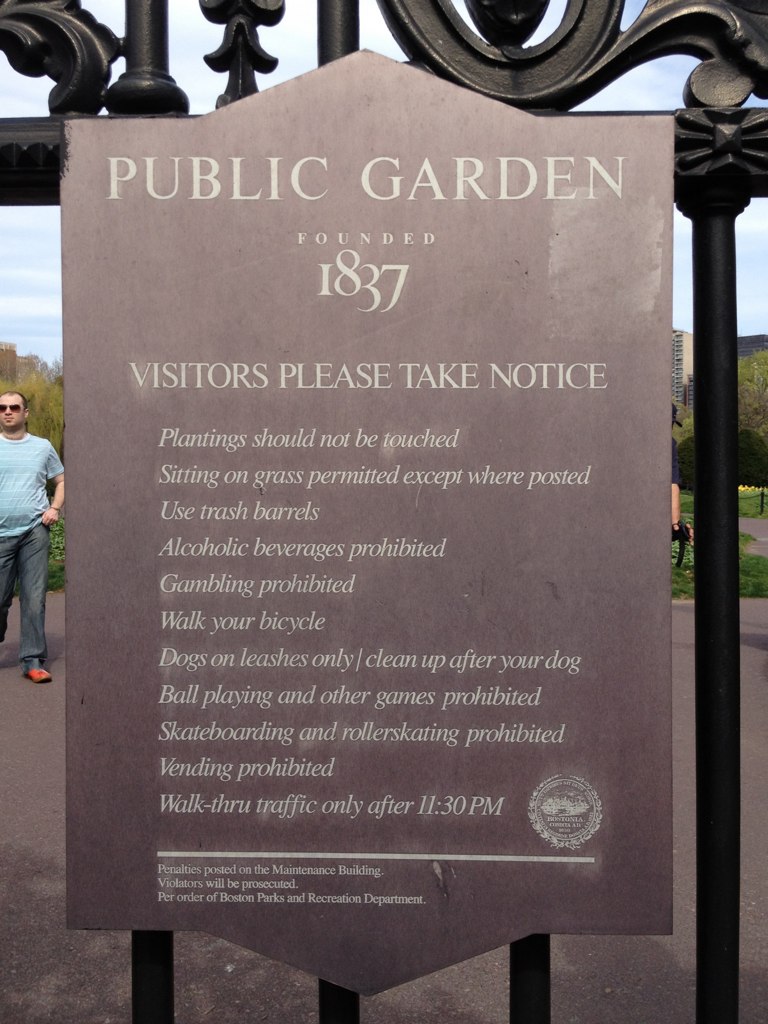 PUBLIC GARDEN
FOUNDED
1837
VISITORS PLEASE TAKE NOTICE
Plantings should not be touched
Sitting on grass permitted except where posted
Use trash barrels
Alcoholic beverages prohibited
Gambling prohibited
Walk your bicycle
Dogs on leashes only | clean up after your dog
Ball playing and other games prohibited
Skateboarding and rollerskating prohibited
Vending prohibited
Walk-thru traffic only after 11:30 PM
BOSTONIA
CONDITA A.D.
Penalties posted on the Maintenance Building.
Violators will be prosecuted.
Per order of Boston Parks and Recreation Department.